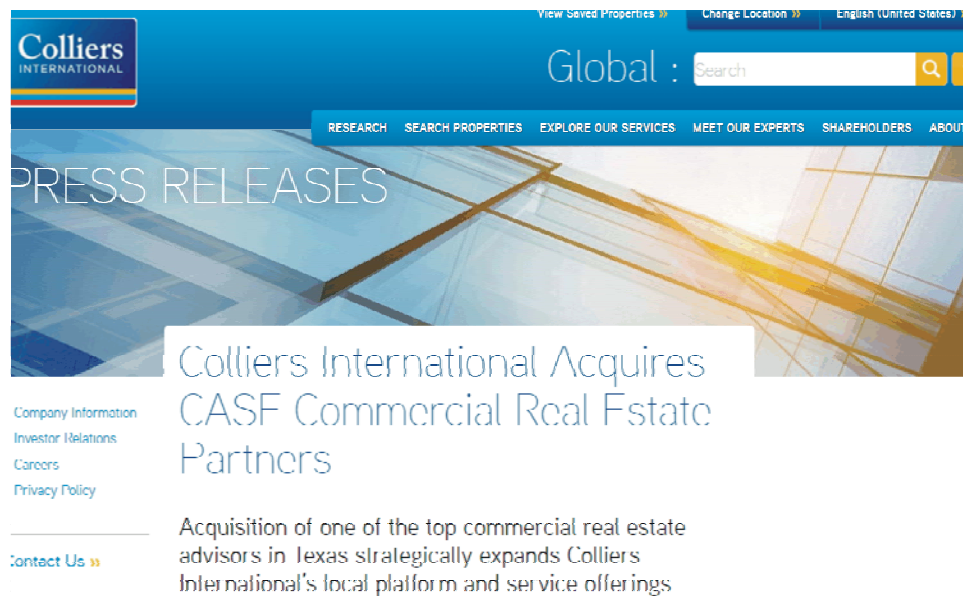 View Saved Properties »
Change Location »
English (United States)
Colliers
INTERNATIONAL
Global :
Search
RESEARCH SEARCH PROPERTIES EXPLORE OUR SERVICES MEET OUR EXPERTS SHAREHOLDERS ABOUT
PRESS RELEASES
Colliers International Acquires
CASE Commercial Real Estate
Partners
Company Information
Investor Relations
Careers
Privacy Policy
Contact Us »
Acquisition of one of the top commercial real estate
advisors in Texas strategically expands Colliers
International's local platform and service offerings